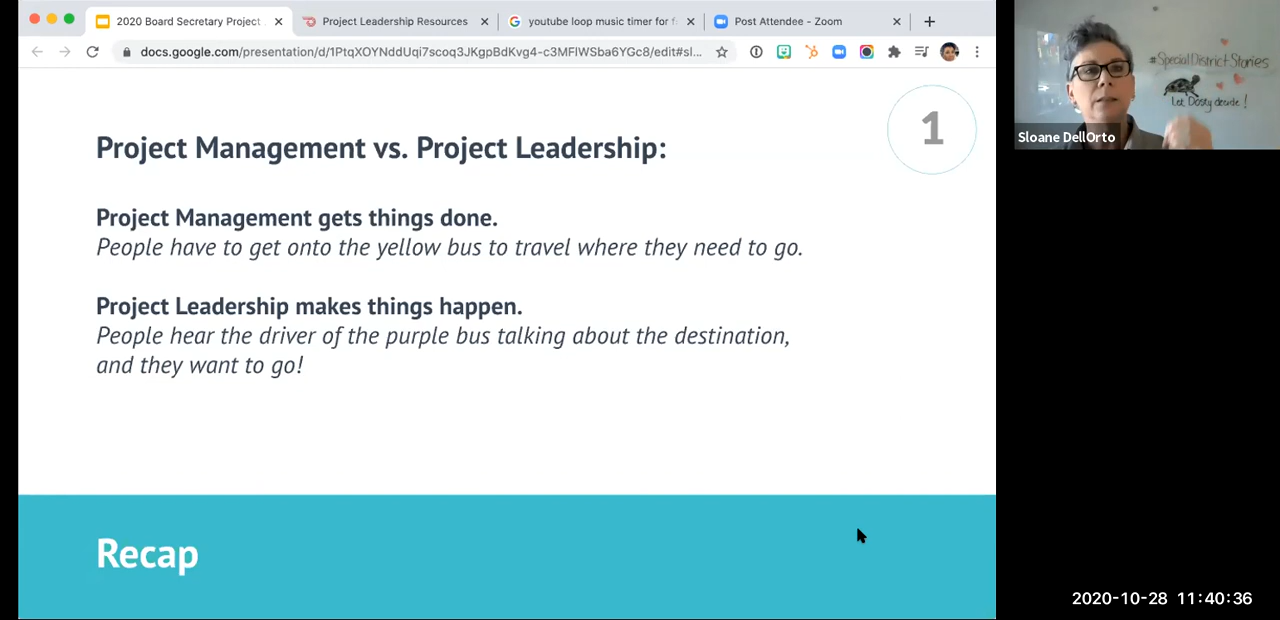 2020 Board Secretary Project
Project Leadership Resources
youtube loop music timer for f
Post Attendee - Zoom
docs.google.com/presentation/d/1PtqXOYNddUqi7scoq3JKgpBdKvg4-c3MFlWSba6YGc8/edit#sl...
1
Project Management vs. Project Leadership:
Project Management gets things done.
People have to get onto the yellow bus to travel where they need to go.
Project Leadership makes things happen.
People hear the driver of the purple bus talking about the destination,
and they want to go!
Recap
#SpecialDistrictStories
Let Dosty decide!
Sloane DellOrto
2020-10-28 11:40:36